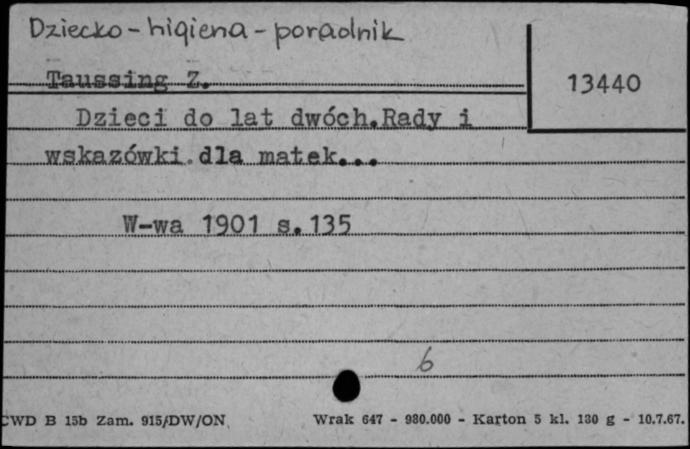 Dziecko - higiena - poradnik
Taussing Z.
13440
Dzieci do lat dwóch.Rady i
wskazówki.dla matek...
W-wa 1901 s.135
6
CWD B 15b Zam. 915/DW/ON
Wrak 647 - 980.000 - Karton 5 kl. 130 g - 10.7.67.